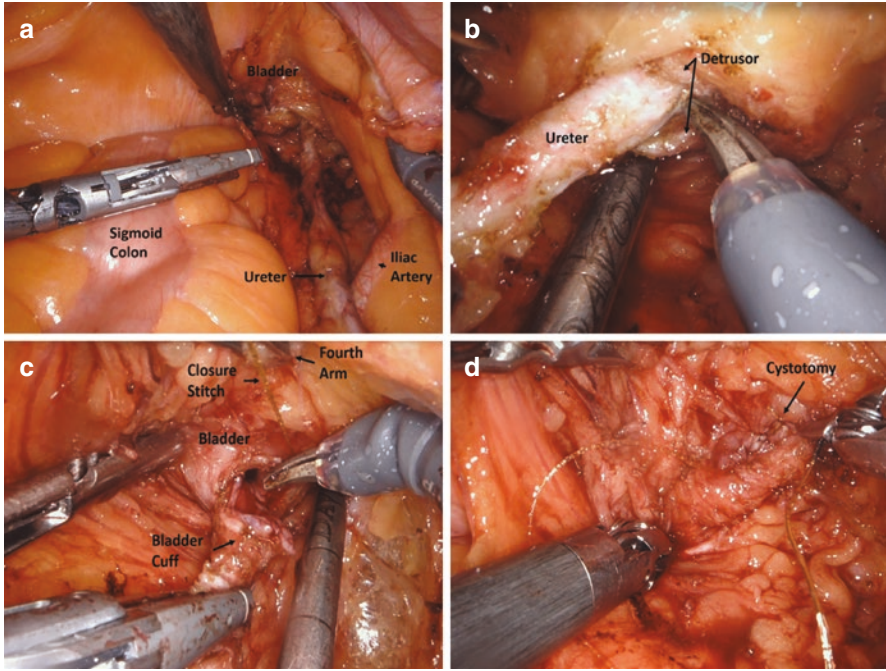 a
Bladder
Sigmoid
Colon
Ureter
Iliac
Artery
b
Detrusor
Ureter
c
Closure
Stitch
Fourth
Arm
Bladder
Bladder
Cuff
d
Cystotomy